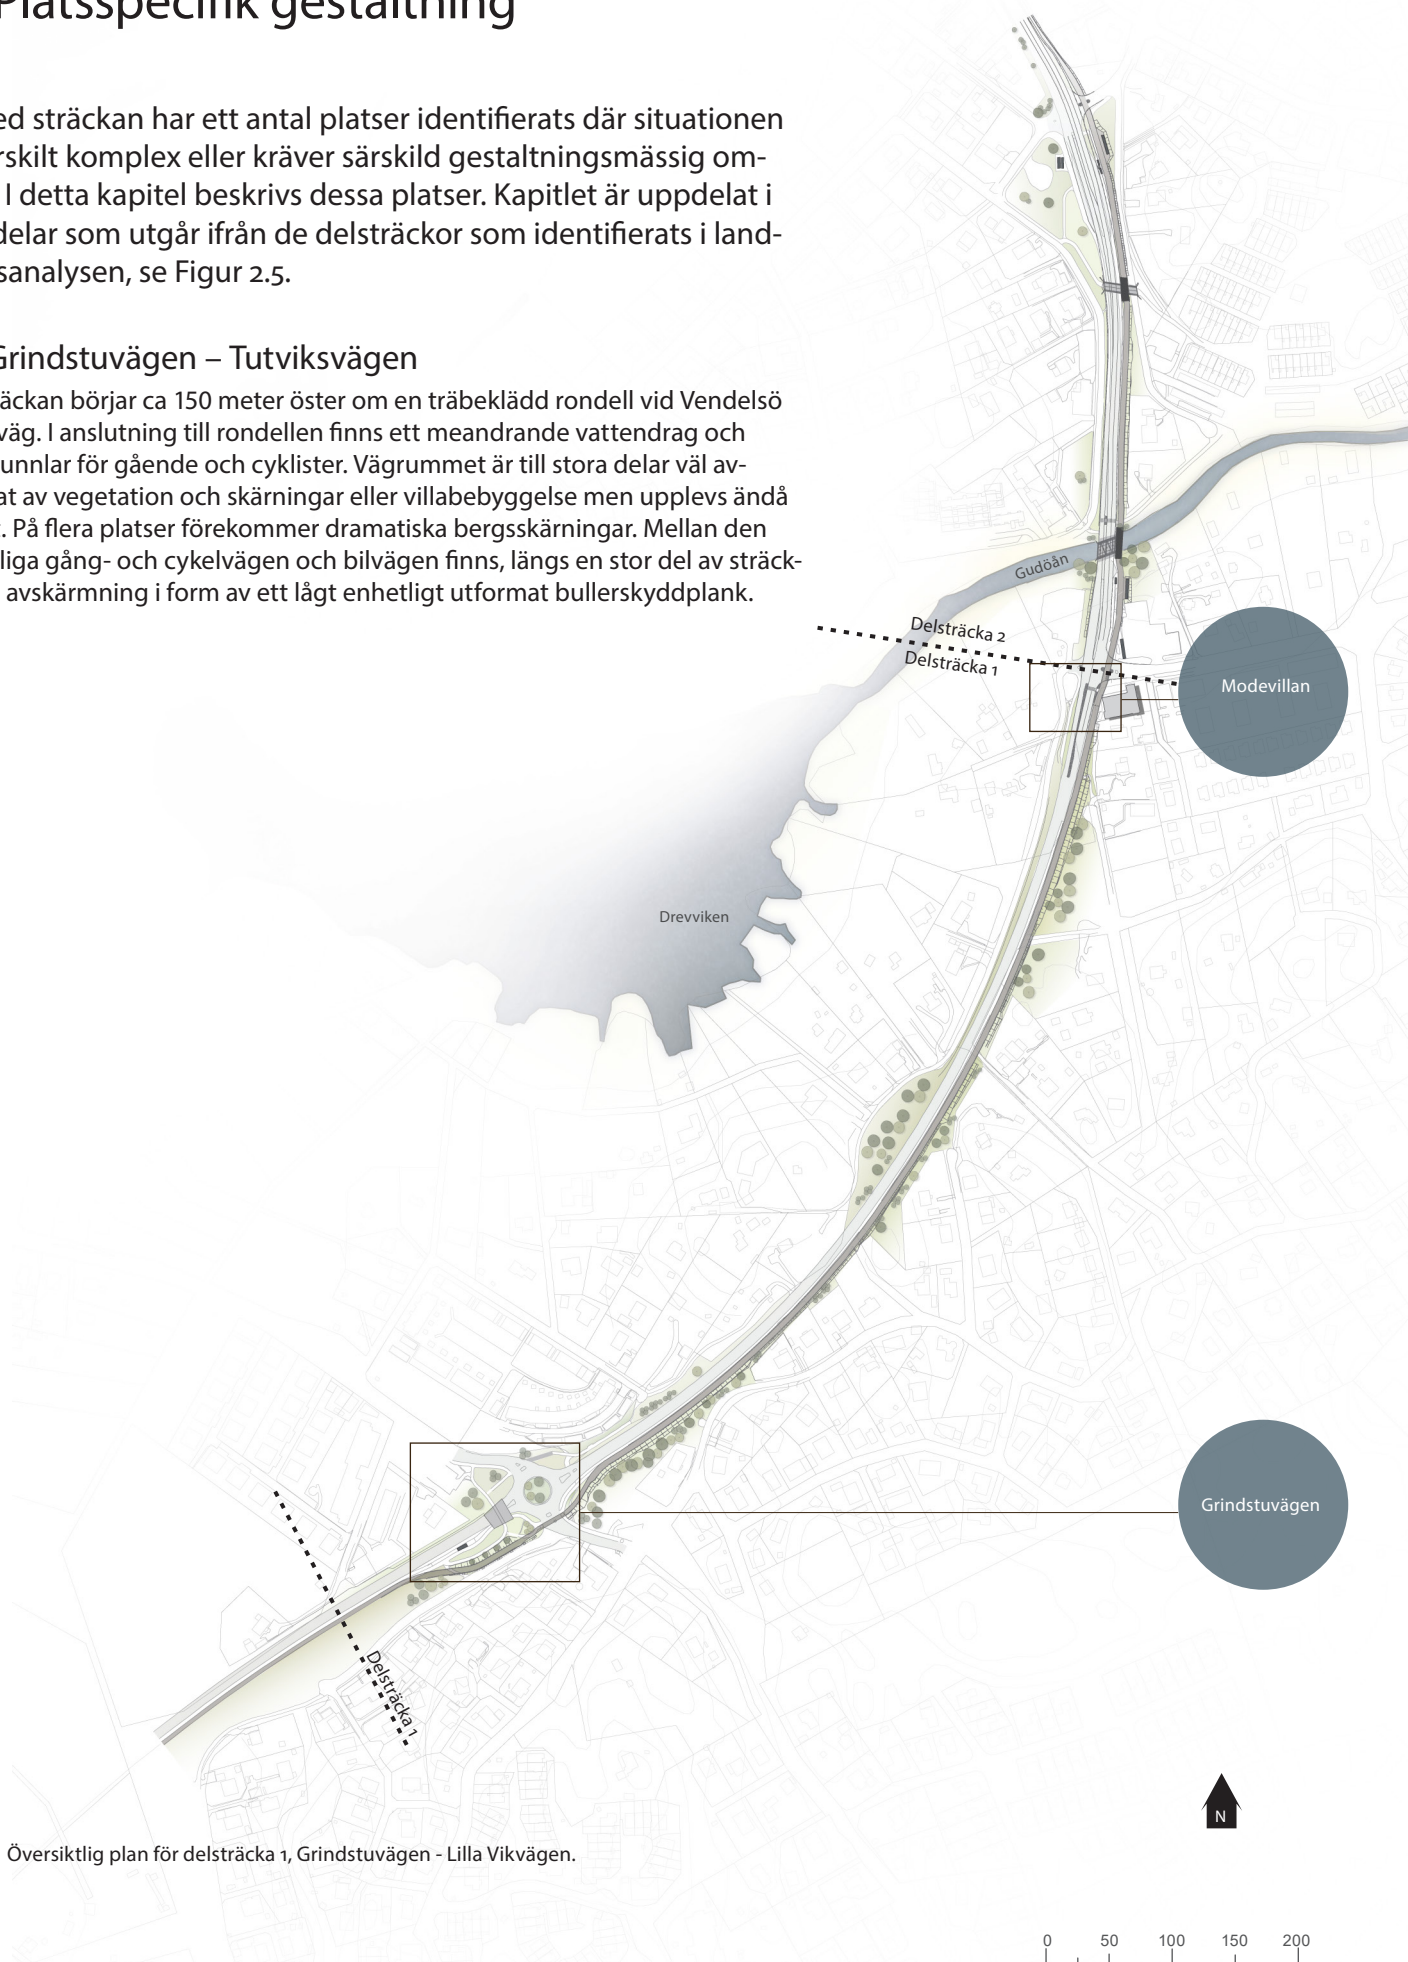 Platsspecifik gestaltning
ed sträckan har ett antal platser identifierats där situationen
rskilt komplex eller kräver särskild gestaltningsmässig om-
I detta kapitel beskrivs dessa platser. Kapitlet är uppdelat i
delar som utgår ifrån de delsträckor som identifierats i land-
sanalysen, se Figur 2.5.
Grindstuvägen – Tutviksvägen
äckan börjar ca 150 meter öster om en träbeklädd rondell vid Vendelsö
väg. I anslutning till rondellen finns ett meandrande vattendrag och
unnlar för gående och cyklister. Vägrummet är till stora delar väl av-
at av vegetation och skärningar eller villabebyggelse men upplevs ändå
. På flera platser förekommer dramatiska bergsskärningar. Mellan den
liga gång- och cykelvägen och bilvägen finns, längs en stor del av sträck-
avskärmning i form av ett lågt enhetligt utformat bullerskyddplank.
Gudöån
Delsträcka 2
Delsträcka 1
Modevillan
Drevviken
Grindstuvägen
Delsträcka 1
N
Översiktlig plan för delsträcka 1, Grindstuvägen - Lilla Vikvägen.
0 50 100 150 200